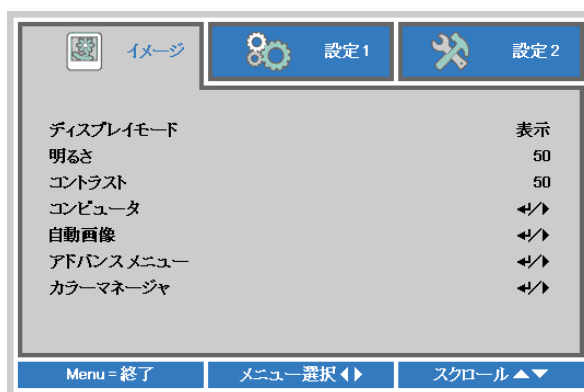 イメージ 設定1 設定2
ディスプレイモード 表示
明るさ 50
コントラスト 50
コンピュータ ↵/▶
自動画像 ↵/▶
アドバンスメニュー ↵/▶
カラーマネージャ ↵/▶
Menu = 終了 メニュー選択 ◀▶ スクロール ▲▼